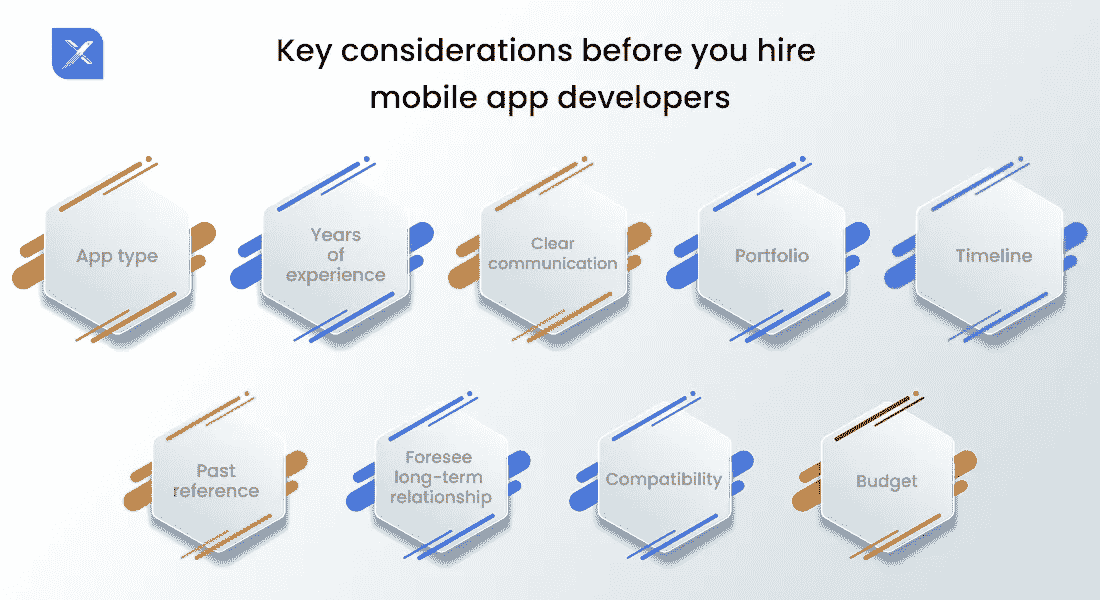 Key considerations before you hire
mobile app developers
App type
Years
of
experience
Clear
communication
Portfolio
Timeline
Past
reference
Foresee
long-term
relationship
Compatibility
Budget